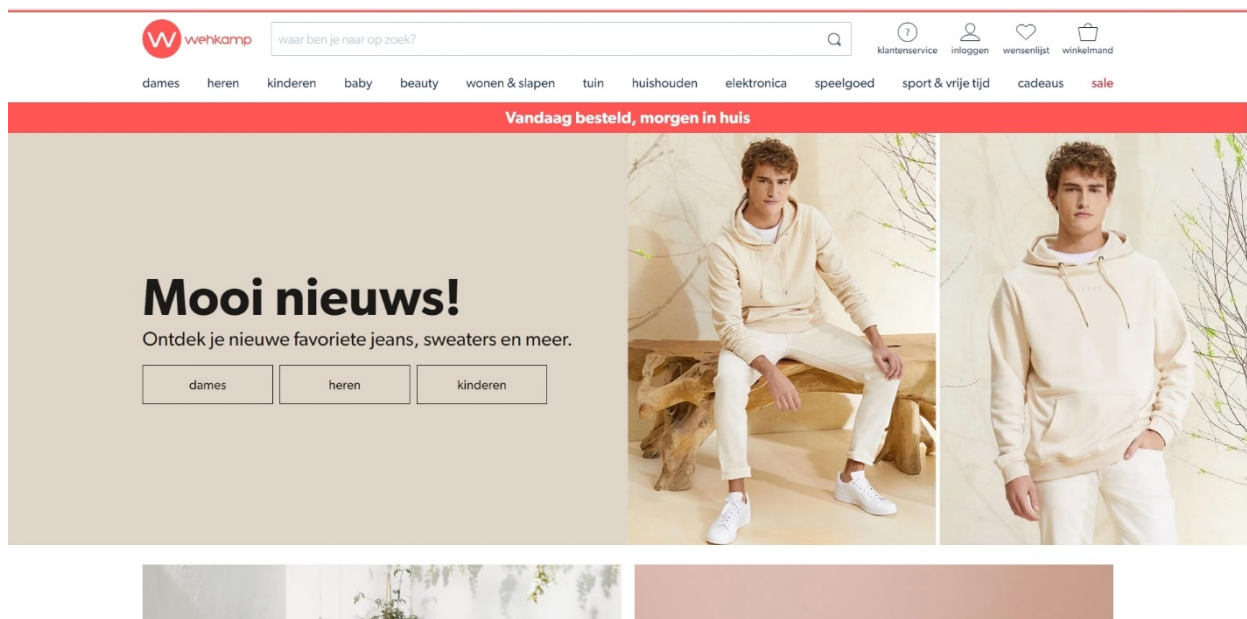 wehkamp
waar ben je naar op zoek?
klantenservice inloggen wensenlijst winkelmand
dames heren kinderen baby beauty wonen & slapen tuin huishouden elektronica speelgoed sport & vrije tijd cadeaus sale
Vandaag besteld, morgen in huis
Mooi nieuws!
Ontdek je nieuwe favoriete jeans, sweaters en meer.
dames heren kinderen